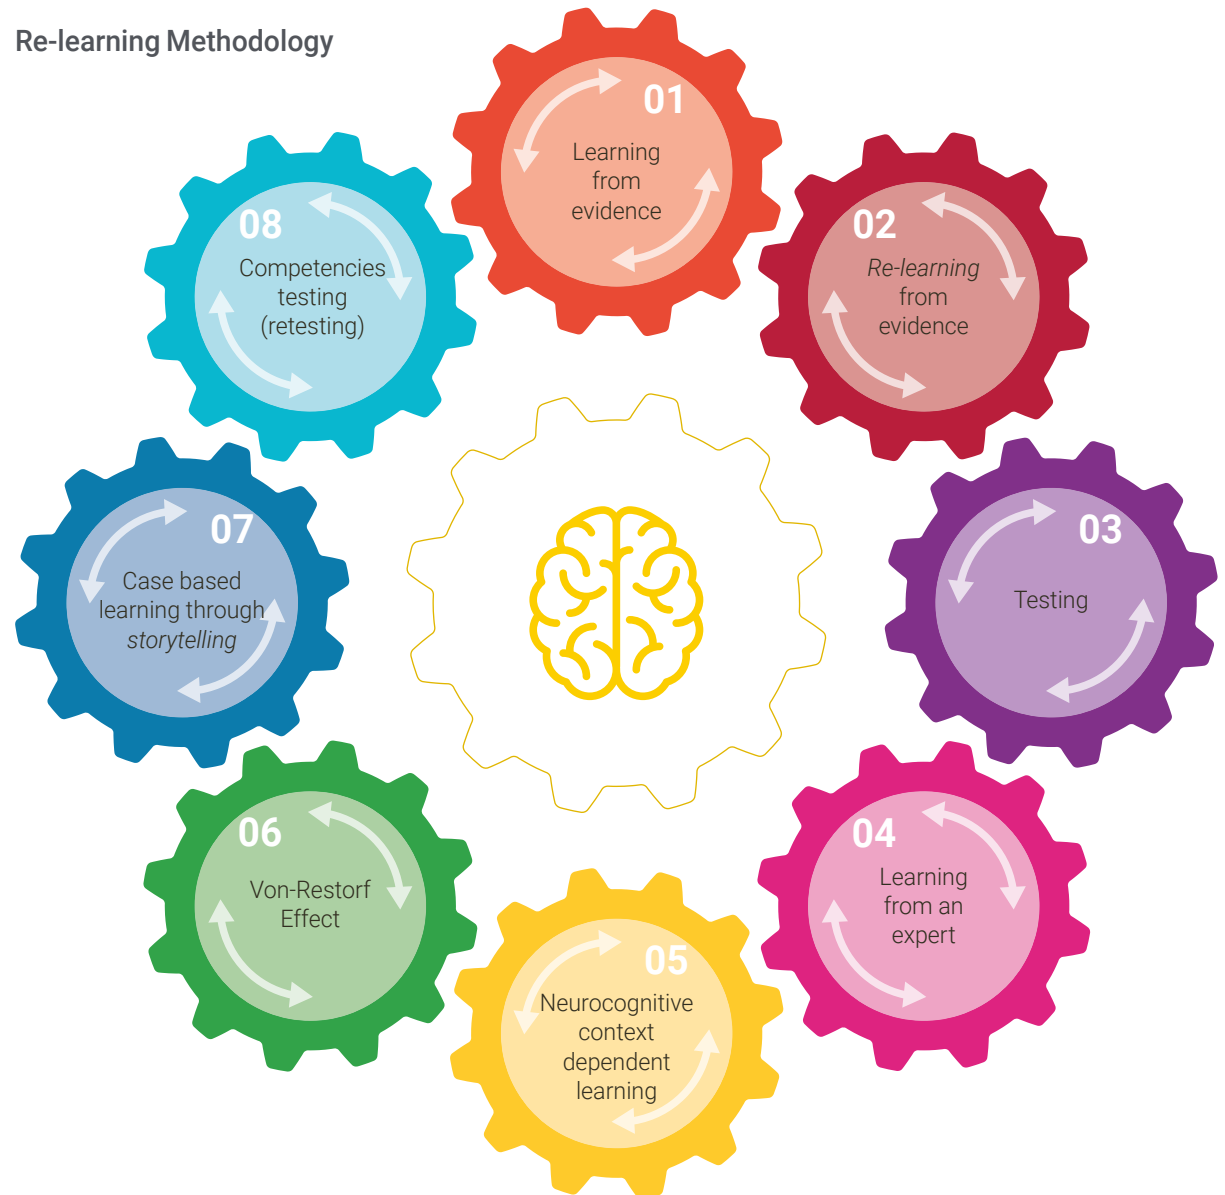 Re-learning Methodology
01
Learning
from
evidence
02
Re-learning
from
evidence
03
Testing
04
Learning
from an
expert
05
Neurocognitive
context
dependent
learning
06
Von-Restorf
Effect
07
Case based
learning through
storytelling
08
Competencies
testing
(retesting)